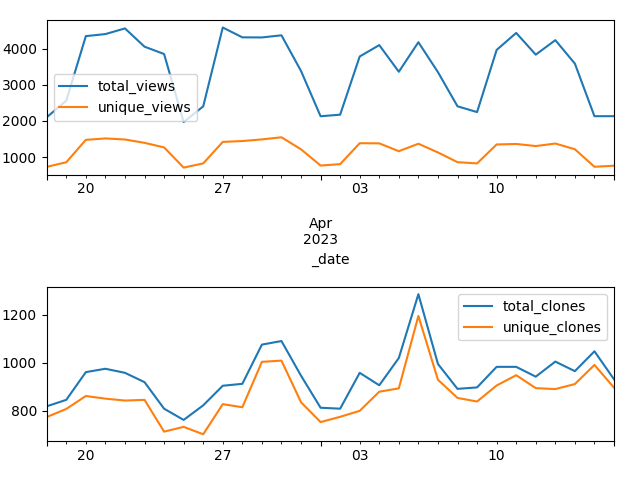 4000
3000
2000
1000
total_views
unique_views
20 27 03 10
Apr
2023
_date
1200
1000
800
total_clones
unique_clones
20 27 03 10